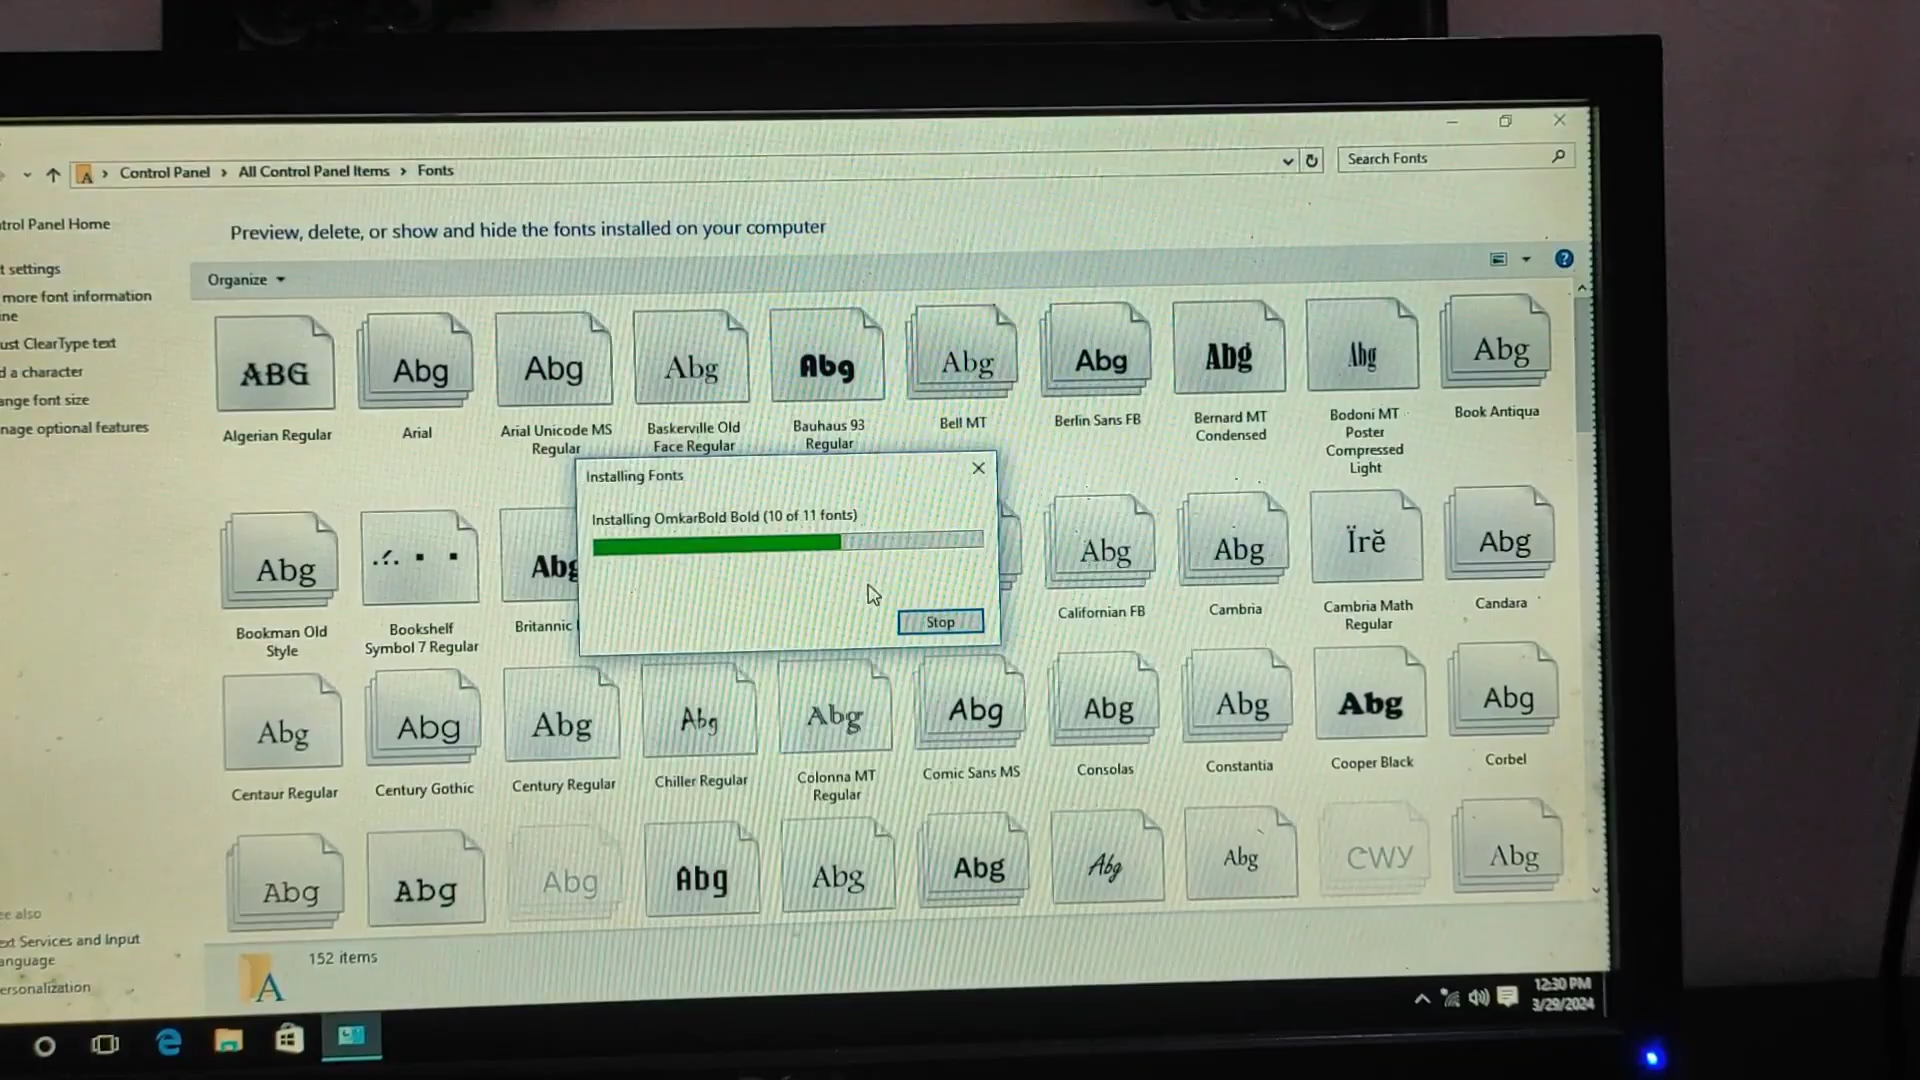 Control Panel › All Control Panel Items › Fonts
Search Fonts
trol Panel Home
t settings
more font information
ine
ust ClearType text
d a character
ange font size
nage optional features
Preview, delete, or show and hide the fonts installed on your computer
Organize
ABG
Abg
Abg
Abg
Abg
Abg
Abg
Abg
Abg
Abg
Algerian Regular
Arial
Arial Unicode MS
Regular
Baskerville Old
Face Regular
Bauhaus 93
Regular
Bell MT
Berlin Sans FB
Bernard MT
Condensed
Bodoni MT
Poster
Compressed
Light
Book Antiqua
Installing Fonts
Installing OmkarBold Bold (10 of 11 fonts)
Stop
Abg
Abg
Abg
Abg
Ïrĕ
Abg
Bookman Old
Style
Bookshelf
Symbol 7 Regular
Britannic
Californian FB
Cambria
Cambria Math
Regular
Candara
Abg
Abg
Abg
Abg
Abg
Abg
Abg
Abg
Abg
Abg
Centaur Regular
Century Gothic
Century Regular
Chiller Regular
Colonna MT
Regular
Comic Sans MS
Consolas
Constantia
Cooper Black
Corbel
Abg
Abg
Abg
Abg
Abg
Abg
Abg
Abg
CWY
Abg
ee also
ext Services and Input
anguage
ersonalization
152 items
12:30 PM
3/29/2024